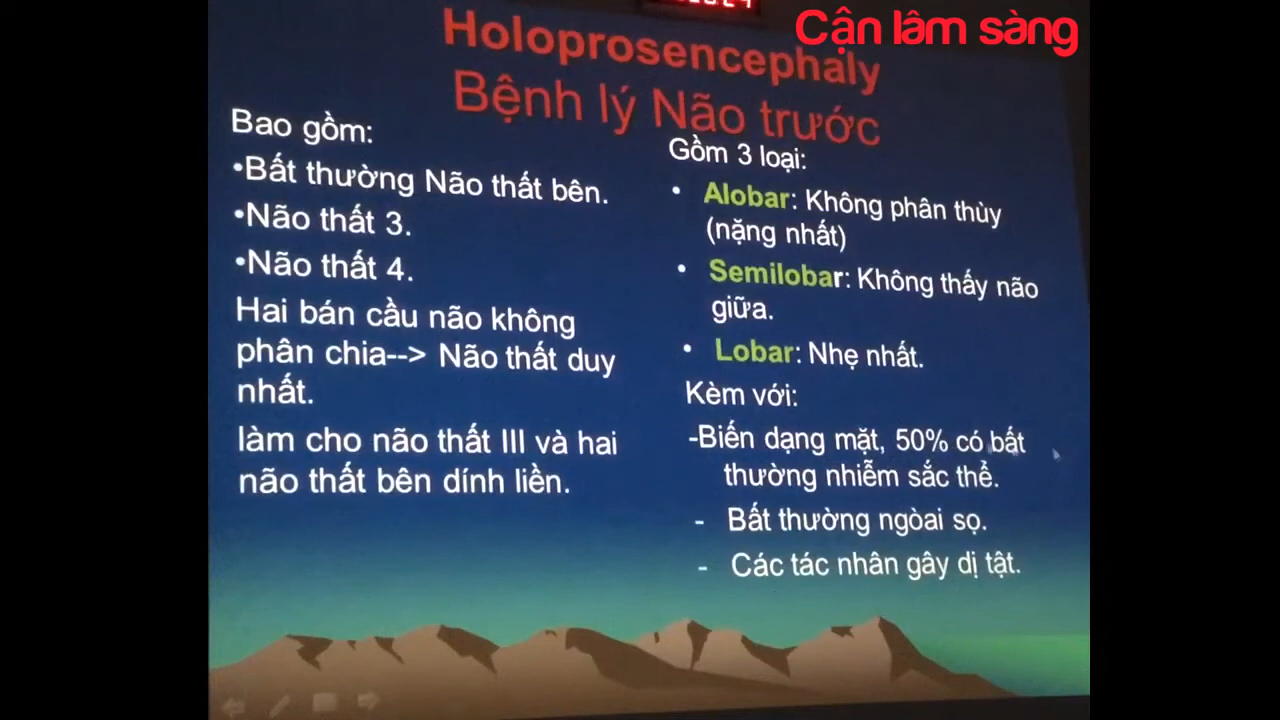 Cận lâm sàng
Holoprosencephaly
Bệnh lý Não trước
Bao gồm:
•Bất thường Não thất bên.
•Não thất 3.
•Não thất 4.
Hai bán cầu não không
phân chia--> Não thất duy
nhất.
làm cho não thất III và hai
não thất bên dính liền.
Gồm 3 loại:
• Alobar: Không phân thùy
(nặng nhất)
• Semilobar: Không thấy não
giữa.
• Lobar: Nhẹ nhất.
Kèm với:
-Biến dạng mặt, 50% có bất
thường nhiễm sắc thể.
- Bất thường ngòai sọ.
- Các tác nhân gây dị tật.